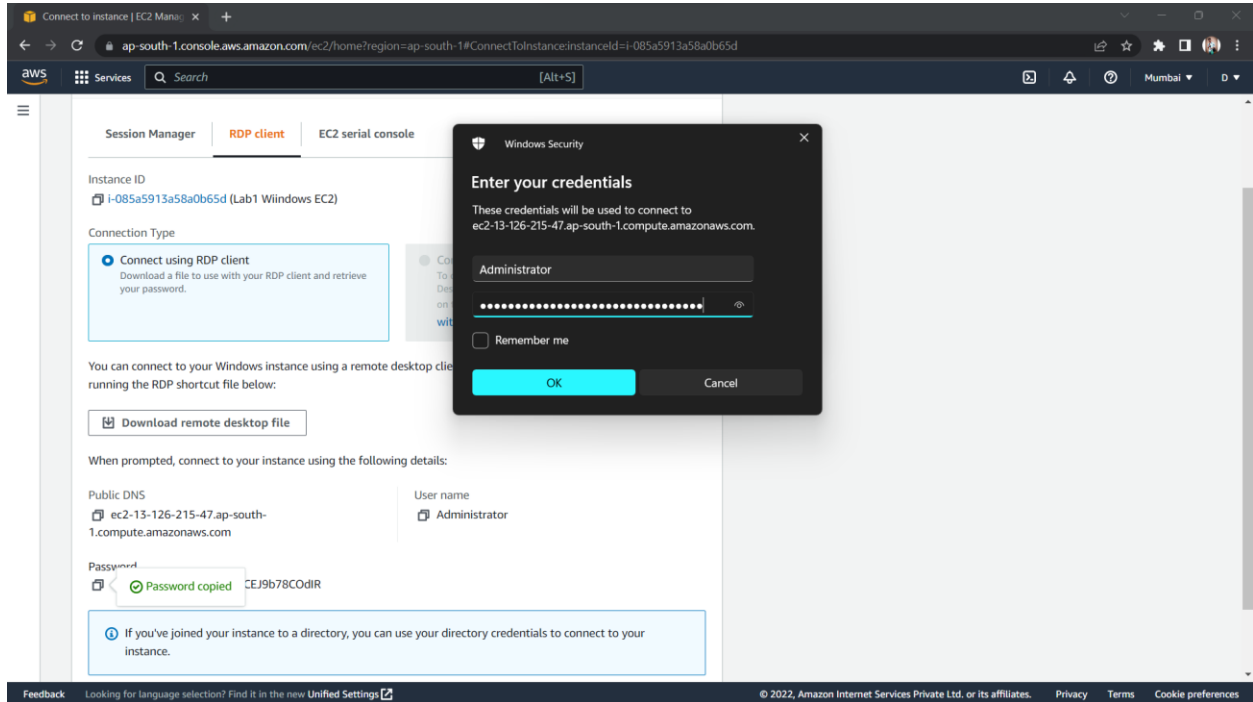 Connect to instance | EC2 Manag
ap-south-1.console.aws.amazon.com/ec2/home?region=ap-south-1#ConnectToInstance:instanceId=i-085a5913a58a0b65d
aws Services Search [Alt+S] Mumbai ▼ D ▼
Session Manager RDP client EC2 serial console
Instance ID
i-085a5913a58a0b65d (Lab1 Wiindows EC2)
Connection Type
Connect using RDP client
Download a file to use with your RDP client and retrieve
your password.
Co
To
Des
on
wit
You can connect to your Windows instance using a remote desktop clie
running the RDP shortcut file below:
Download remote desktop file
When prompted, connect to your instance using the following details:
Public DNS
ec2-13-126-215-47.ap-south-
1.compute.amazonaws.com
User name
Administrator
Password
Password copied CEJ9b78COdIR
If you've joined your instance to a directory, you can use your directory credentials to connect to your
instance.
Windows Security
Enter your credentials
These credentials will be used to connect to
ec2-13-126-215-47.ap-south-1.compute.amazonaws.com.
Administrator
Remember me
OK Cancel
Feedback Looking for language selection? Find it in the new Unified Settings © 2022, Amazon Internet Services Private Ltd. or its affiliates. Privacy Terms Cookie preferences